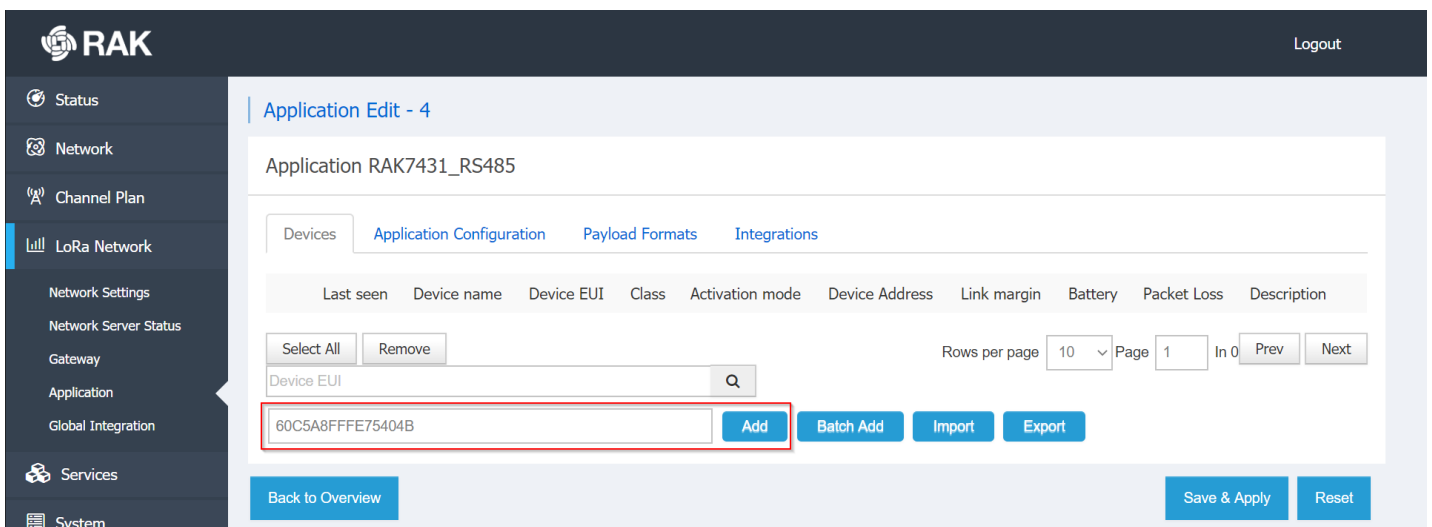 RAK
Logout
Status
Network
Channel Plan
LoRa Network
Network Settings
Network Server Status
Gateway
Application
Global Integration
Services
System
Application Edit - 4
Application RAK7431_RS485
Devices Application Configuration Payload Formats Integrations
Last seen Device name Device EUI Class Activation mode Device Address Link margin Battery Packet Loss Description
Select All Remove Rows per page 10 Page 1 In 0 Prev Next
Device EUI
60C5A8FFFE75404B Add Batch Add Import Export
Back to Overview Save & Apply Reset